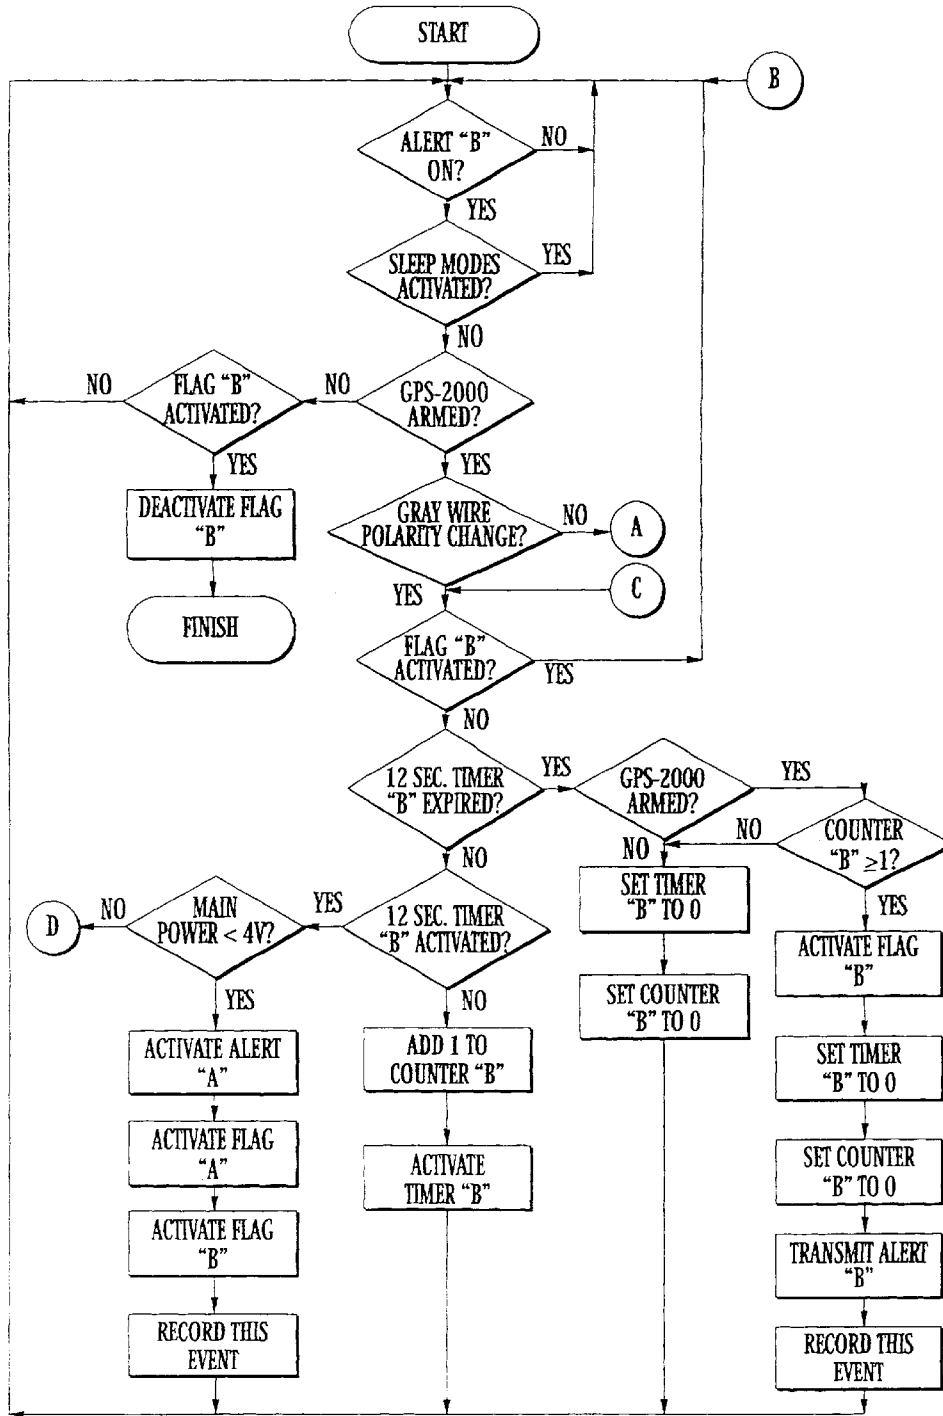 START
B
ALERT “B”
ON?
NO
YES
SLEEP MODES
ACTIVATED?
YES
NO
GPS-2000
ARMED?
NO
FLAG “B”
ACTIVATED?
NO
YES
DEACTIVATE FLAG
“B”
FINISH
YES
GRAY WIRE
POLARITY CHANGE?
NO
A
YES
C
FLAG “B”
ACTIVATED?
YES
NO
12 SEC. TIMER
“B” EXPIRED?
YES
GPS-2000
ARMED?
YES
COUNTER
“B” ≥1?
NO
NO
SET TIMER
“B” TO 0
SET COUNTER
“B” TO 0
YES
ACTIVATE FLAG
“B”
SET TIMER
“B” TO 0
SET COUNTER
“B” TO 0
TRANSMIT ALERT
“B”
RECORD THIS
EVENT
NO
12 SEC. TIMER
“B” ACTIVATED?
YES
MAIN
POWER < 4V?
NO
D
YES
ACTIVATE ALERT
“A”
ACTIVATE FLAG
“A”
ACTIVATE FLAG
“B”
RECORD THIS
EVENT
NO
ADD 1 TO
COUNTER “B”
ACTIVATE
TIMER “B”